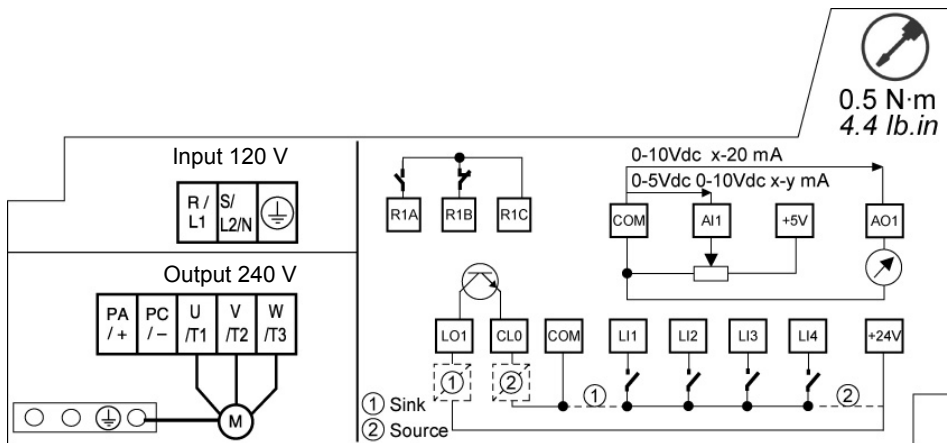 0.5 N·m
4.4 lb.in
Input 120 V
R / L1
S/ L2/N
Output 240 V
PA / +
PC / –
U /T1
V /T2
W /T3
M
R1A
R1B
R1C
0-10Vdc x-20 mA
0-5Vdc 0-10Vdc x-y mA
COM
AI1
+5V
AO1
LO1
CL0
COM
LI1
LI2
LI3
LI4
+24V
①
②
① Sink
② Source
①
②